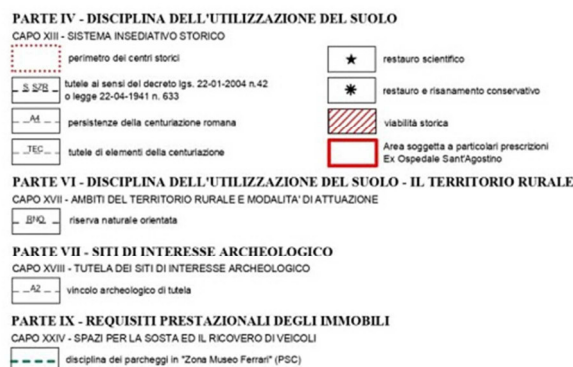 PARTE IV - DISCIPLINA DELL'UTILIZZAZIONE DEL SUOLO
CAPO XIII - SISTEMA INSEDIATIVO STORICO
perimetro dei centri storici
S, SZR
tutele ai sensi del decreto lgs. 22-01-2004 n.42
o legge 22-04-1941 n. 633
A4
persistenze della centuriazione romana
TEC
tutele di elementi della centuriazione
restauro scientifico
restauro e risanamento conservativo
viabilità storica
Area soggetta a particolari prescrizioni
Ex Ospedale Sant'Agostino
PARTE VI - DISCIPLINA DELL'UTILIZZAZIONE DEL SUOLO - IL TERRITORIO RURALE
CAPO XVII - AMBITI DEL TERRITORIO RURALE E MODALITA' DI ATTUAZIONE
RNO
riserva naturale orientata
PARTE VII - SITI DI INTERESSE ARCHEOLOGICO
CAPO XVIII - TUTELA DEI SITI DI INTERESSE ARCHEOLOGICO
A2
vincolo archeologico di tutela
PARTE IX - REQUISITI PRESTAZIONALI DEGLI IMMOBILI
CAPO XXIV - SPAZI PER LA SOSTA ED IL RICOVERO DI VEICOLI
disciplina dei parcheggi in "Zona Museo Ferrari" (PSC)